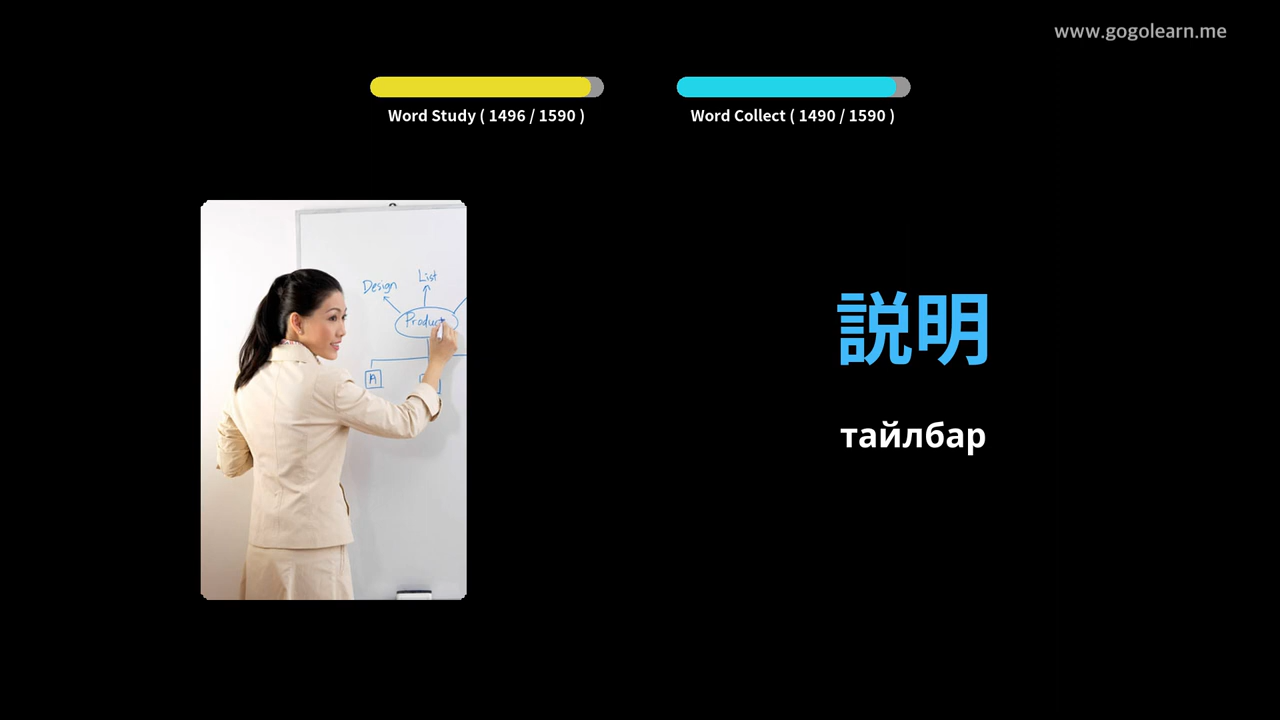 www.gogolearn.me
Word Study ( 1496 / 1590 )
Word Collect ( 1490 / 1590 )
List
Design
Product
A
説明
тайлбар